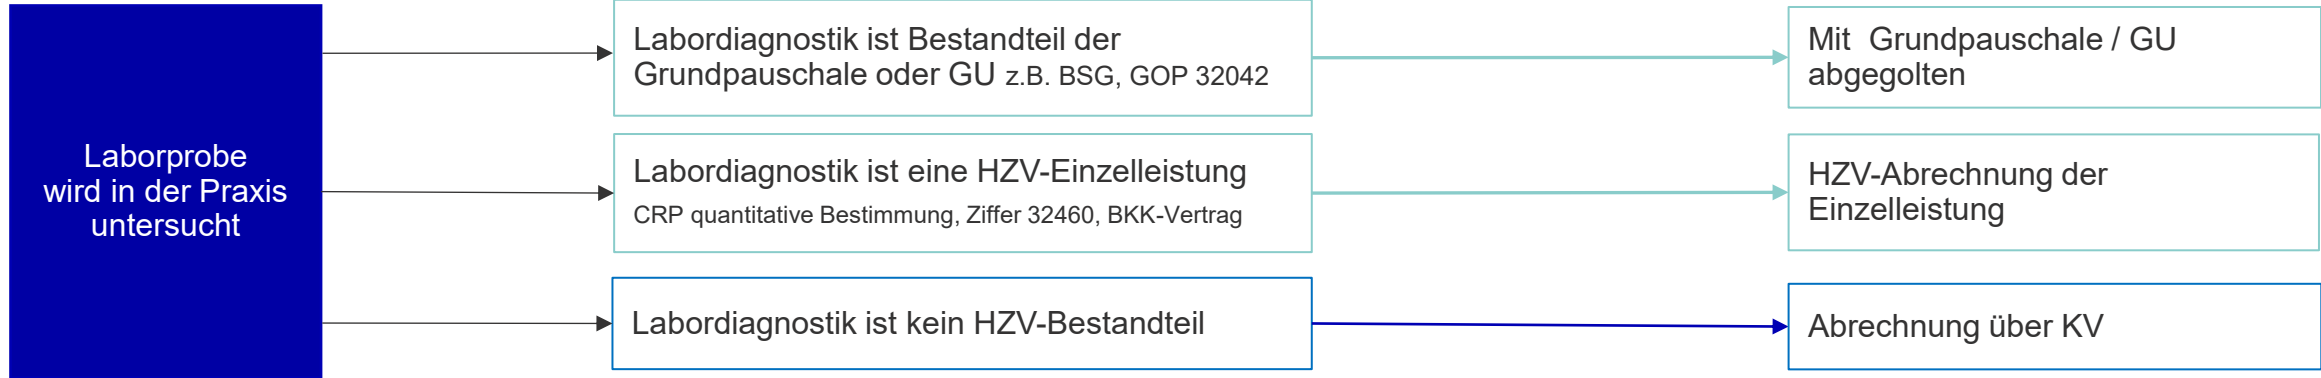 Laborprobe
wird in der Praxis
untersucht
Labordiagnostik ist Bestandteil der
Grundpauschale oder GU z.B. BSG, GOP 32042
Mit Grundpauschale / GU
abgegolten
Labordiagnostik ist eine HZV-Einzelleistung
CRP quantitative Bestimmung, Ziffer 32460, BKK-Vertrag
HZV-Abrechnung der
Einzelleistung
Labordiagnostik ist kein HZV-Bestandteil
Abrechnung über KV